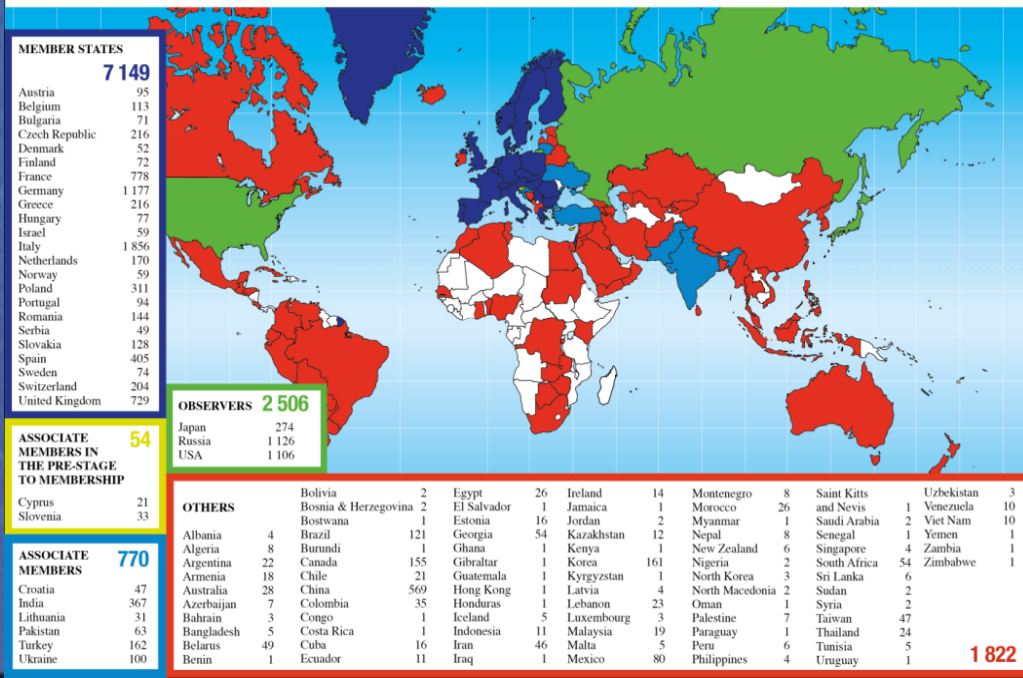 MEMBER STATES
7 149
Austria 95
Belgium 113
Bulgaria 71
Czech Republic 216
Denmark 52
Finland 72
France 778
Germany 1 177
Greece 216
Hungary 77
Israel 59
Italy 1 856
Netherlands 170
Norway 59
Poland 311
Portugal 94
Romania 144
Serbia 49
Slovakia 128
Spain 405
Sweden 74
Switzerland 204
United Kingdom 729
OBSERVERS 2 506
Japan 274
Russia 1 126
USA 1 106
ASSOCIATE 54
MEMBERS IN
THE PRE-STAGE
TO MEMBERSHIP
Cyprus 21
Slovenia 33
ASSOCIATE 770
MEMBERS
Croatia 47
India 367
Lithuania 31
Pakistan 63
Turkey 162
Ukraine 100
OTHERS
Albania 4
Algeria 8
Argentina 22
Armenia 18
Australia 28
Azerbaijan 7
Bahrain 3
Bangladesh 5
Belarus 49
Benin 1
Bolivia 2
Bosnia & Herzegovina 2
Bostwana 1
Brazil 121
Burundi 1
Canada 155
Chile 21
China 569
Colombia 35
Congo 1
Costa Rica 1
Cuba 16
Ecuador 11
Egypt 26
El Salvador 1
Estonia 16
Georgia 54
Ghana 1
Gibraltar 1
Guatemala 1
Hong Kong 1
Honduras 1
Iceland 5
Indonesia 11
Iran 46
Iraq 1
Ireland 14
Jamaica 1
Jordan 2
Kazakhstan 12
Kenya 1
Korea 161
Kyrgyzstan 1
Latvia 4
Lebanon 23
Luxembourg 3
Malaysia 19
Malta 5
Mexico 80
Montenegro 8
Morocco 26
Myanmar 1
Nepal 8
New Zealand 6
Nigeria 2
North Korea 3
North Macedonia 2
Oman 1
Palestine 7
Paraguay 1
Peru 6
Philippines 4
Saint Kitts
and Nevis 1
Saudi Arabia 2
Senegal 1
Singapore 4
South Africa 54
Sri Lanka 6
Sudan 2
Syria 2
Taiwan 47
Thailand 24
Tunisia 5
Uruguay 1
Uzbekistan 3
Venezuela 10
Viet Nam 10
Yemen 1
Zambia 1
Zimbabwe 1
1 822